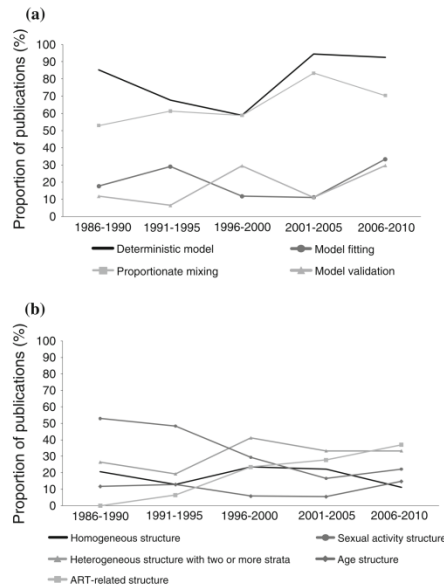 (a)
Proportion of publications (%)
100
90
80
70
60
50
40
30
20
10
0
1986-1990 1991-1995 1996-2000 2001-2005 2006-2010
Deterministic model Model fitting
Proportionate mixing Model validation
(b)
Proportion of publications (%)
100
90
80
70
60
50
40
30
20
10
0
1986-1990 1991-1995 1996-2000 2001-2005 2006-2010
Homogeneous structure Sexual activity structure
Heterogeneous structure with two or more strata Age structure
ART-related structure